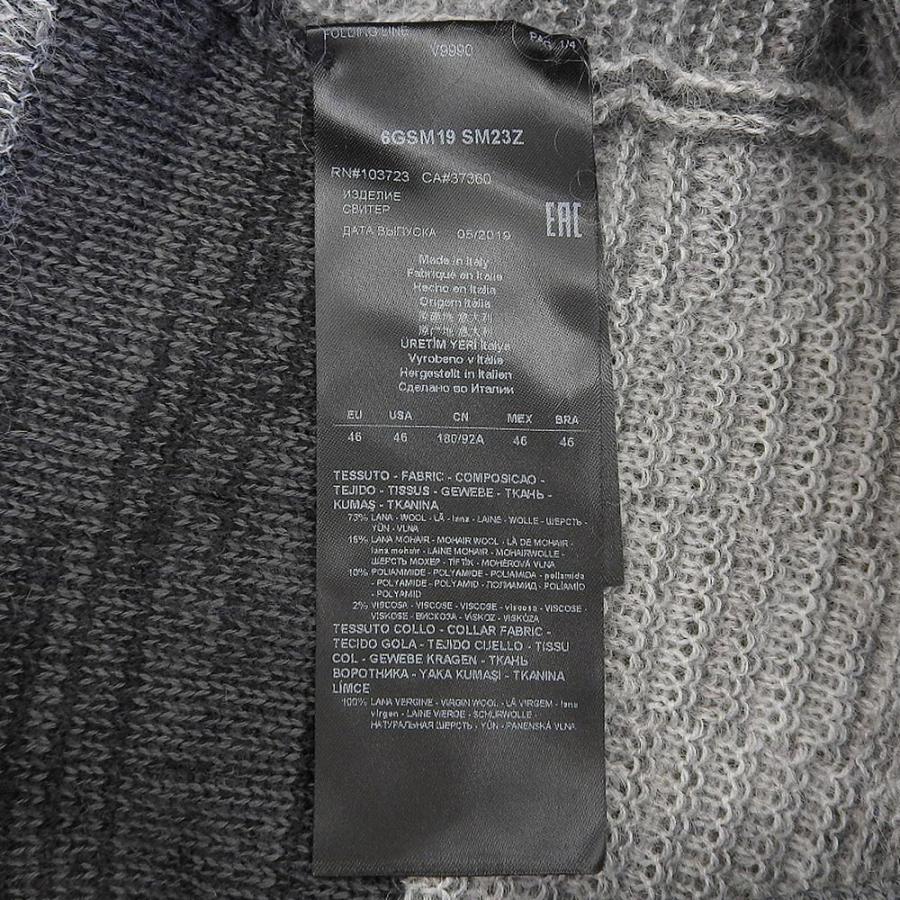 FOLDING LINE
PAG. 1/4
V9990
6GSM19 SM23Z
RN#103723 CA#37360
ИЗДЕЛИЕ
СВИТЕР
EAC
ДАТА ВЫПУСКА 05/2019
Made in Italy
Fabriqué en Italie
Hecho en Italia
Origem Itália
ÜRETİM YERİ İtalya
Vyrobeno v Itálie
Hergestellt in Italien
Сделано во Италии
EU USA CN MEX BRA
46 46 180/92A 46 46
TESSUTO - FABRIC - COMPOSICAO -
TEJIDO - TISSUS - GEWEBE - ТКАНЬ -
KUMAŞ - TKANINA
73% LANA - WOOL - LÃ - lana - LAINE - WOLLE - ШЕРСТЬ -
YÜN - VLNA
15% LANA MOHAIR - MOHAIR WOOL - LÃ DE MOHAIR -
lana mohair - LAINE MOHAIR - MOHAIRWOLLE -
ШЕРСТЬ МОХЕР - TİFTİK - MOHÉROVÁ VLNA
10% POLIAMMIDE - POLYAMIDE - POLIAMIDA - poliamida
- POLYAMIDE - POLYAMID - ПОЛИАМИД - POLİAMİD
- POLYAMID
2% VISCOSA - VISCOSE - VISCOSE - viscosa - VISCOSE -
VISKOSE - ВИСКОЗА - VİSKOZ - VISKÓZA
TESSUTO COLLO - COLLAR FABRIC -
TECIDO GOLA - TEJIDO CUELLO - TISSU
COL - GEWEBE KRAGEN - ТКАНЬ
ВОРОТНИКА - YAKA KUMAŞI - TKANINA
LÍMCE
100% LANA VERGINE - VIRGIN WOOL - LÃ VIRGEM - lana
virgen - LAINE VIERGE - SCHURWOLLE -
НАТУРАЛЬНАЯ ШЕРСТЬ - YÜN - PANENSKÁ VLNA